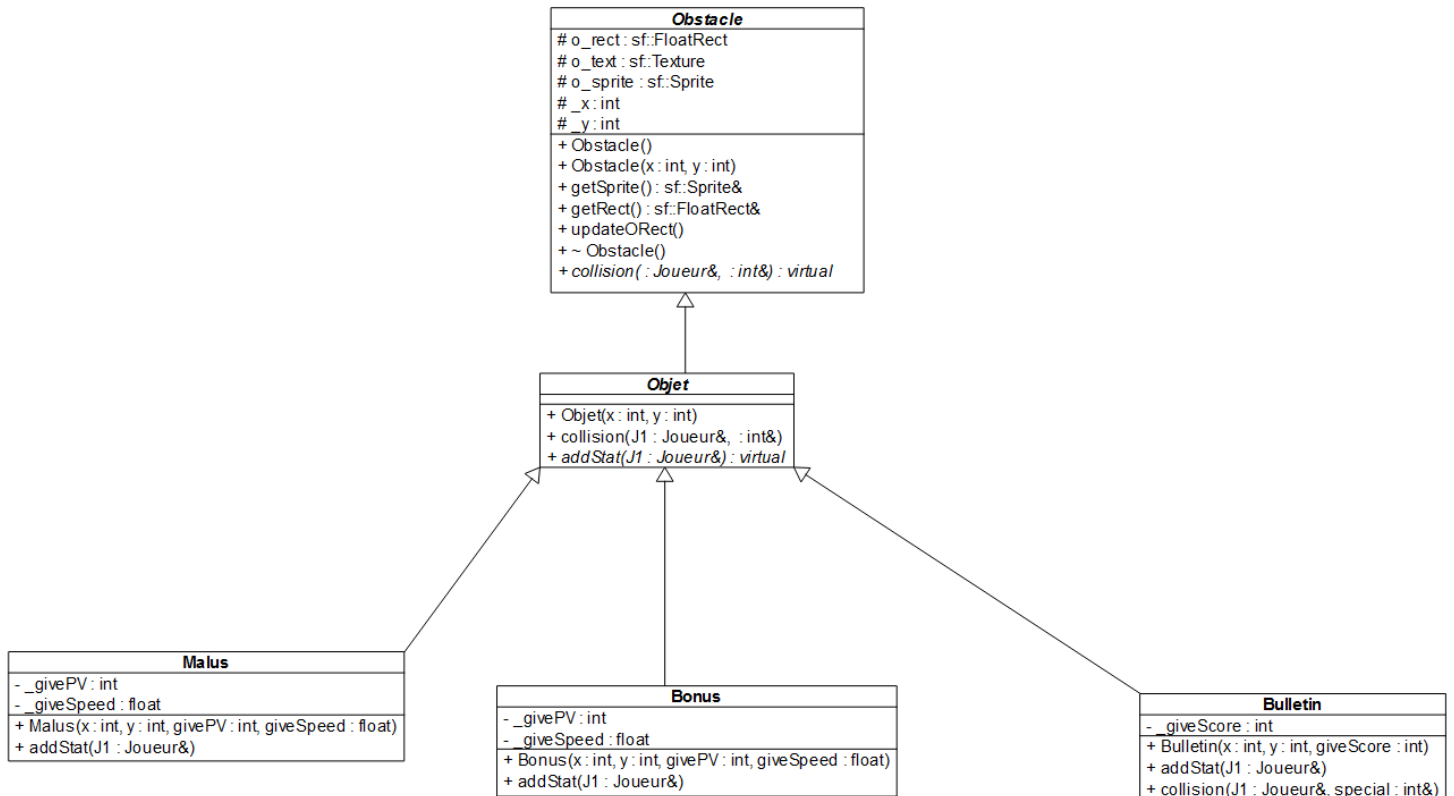 Obstacle
# o_rect : sf::FloatRect
# o_text : sf::Texture
# o_sprite : sf::Sprite
# _x : int
# _y : int
+ Obstacle()
+ Obstacle(x : int, y : int)
+ getSprite() : sf::Sprite&
+ getRect() : sf::FloatRect&
+ updateORect()
+ ~ Obstacle()
+ collision( : Joueur&, : int&) : virtual
Objet
+ Objet(x : int, y : int)
+ collision(J1 : Joueur&, : int&)
+ addStat(J1 : Joueur&) : virtual
Malus
- _givePV : int
- _giveSpeed : float
+ Malus(x : int, y : int, givePV : int, giveSpeed : float)
+ addStat(J1 : Joueur&)
Bonus
- _givePV : int
- _giveSpeed : float
+ Bonus(x : int, y : int, givePV : int, giveSpeed : float)
+ addStat(J1 : Joueur&)
Bulletin
- _giveScore : int
+ Bulletin(x : int, y : int, giveScore : int)
+ addStat(J1 : Joueur&)
+ collision(J1 : Joueur&, special : int&)